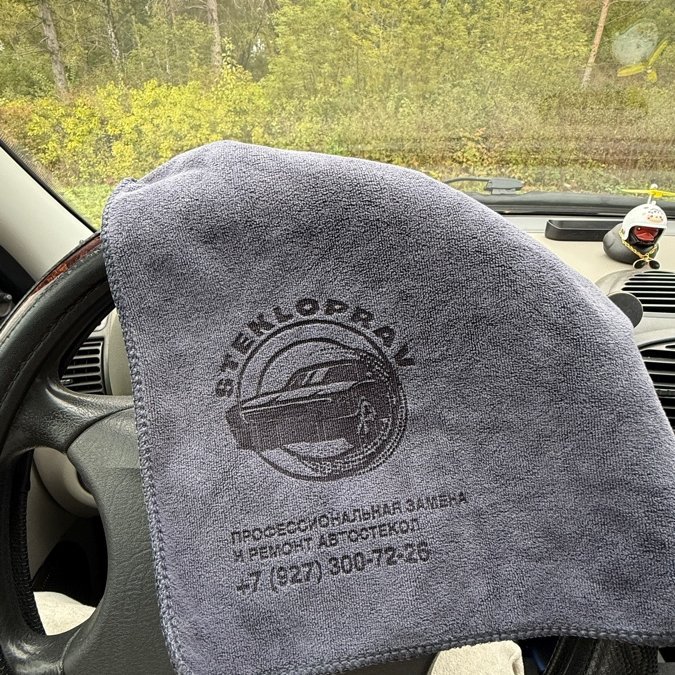 STEKLOPRAV
ПРОФЕССИОНАЛЬНАЯ ЗАМЕНА
И РЕМОНТ АВТОСТЕКОЛ
+7 (927) 300-72-26